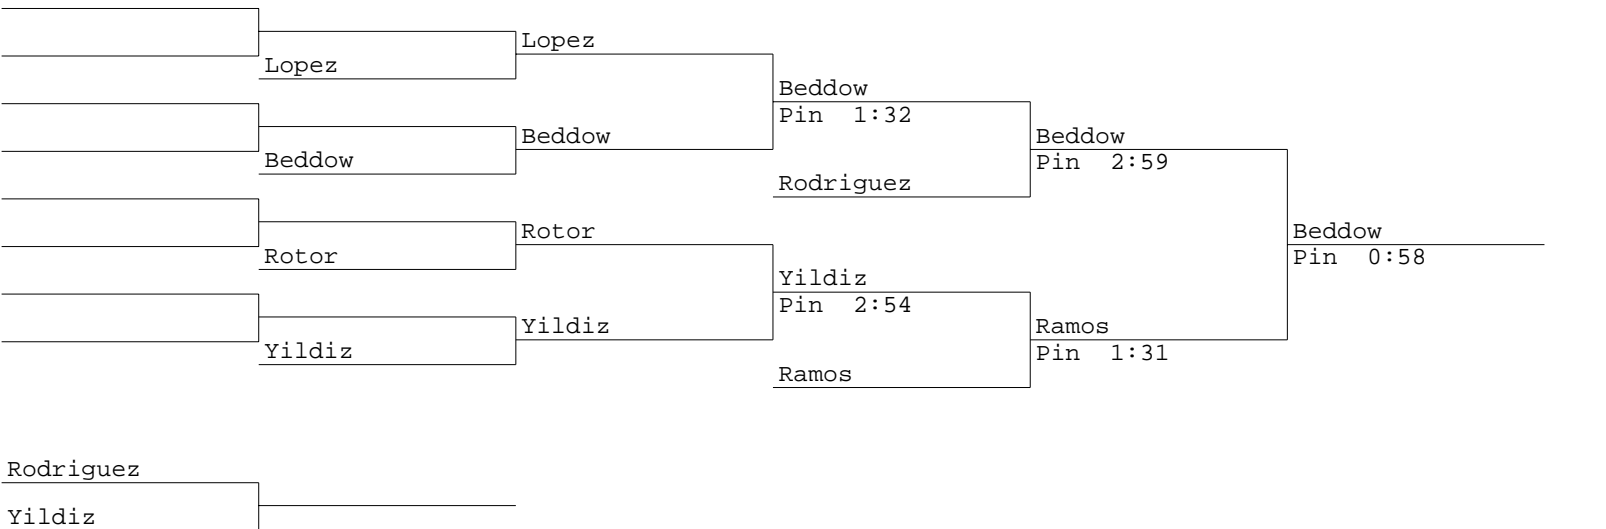 Lopez
Lopez
Beddow
Pin 1:32
Beddow
Beddow
Pin 2:59
Beddow
Rodriguez
Rotor
Beddow
Pin 0:58
Rotor
Yildiz
Pin 2:54
Yildiz
Ramos
Pin 1:31
Yildiz
Ramos
Rodriguez
Yildiz